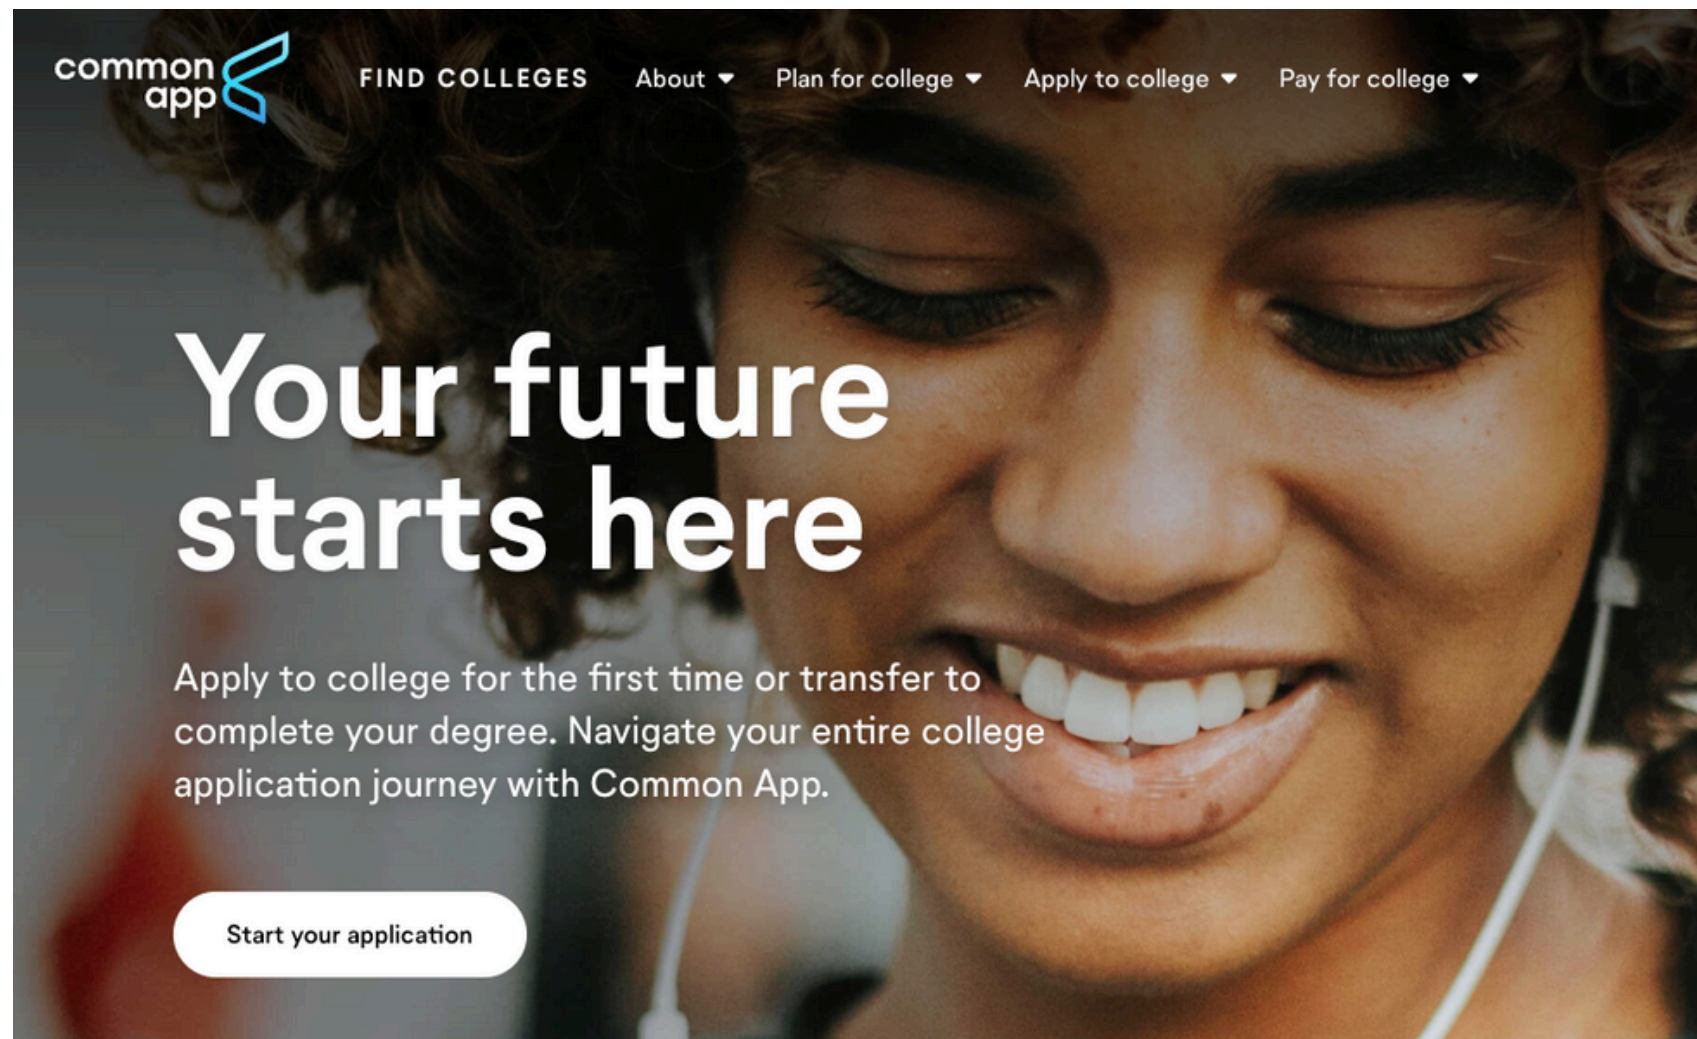 common
app
FIND COLLEGES
About
Plan for college
Apply to college
Pay for college
Your future
starts here
Apply to college for the first time or transfer to
complete your degree. Navigate your entire college
application journey with Common App.
Start your application